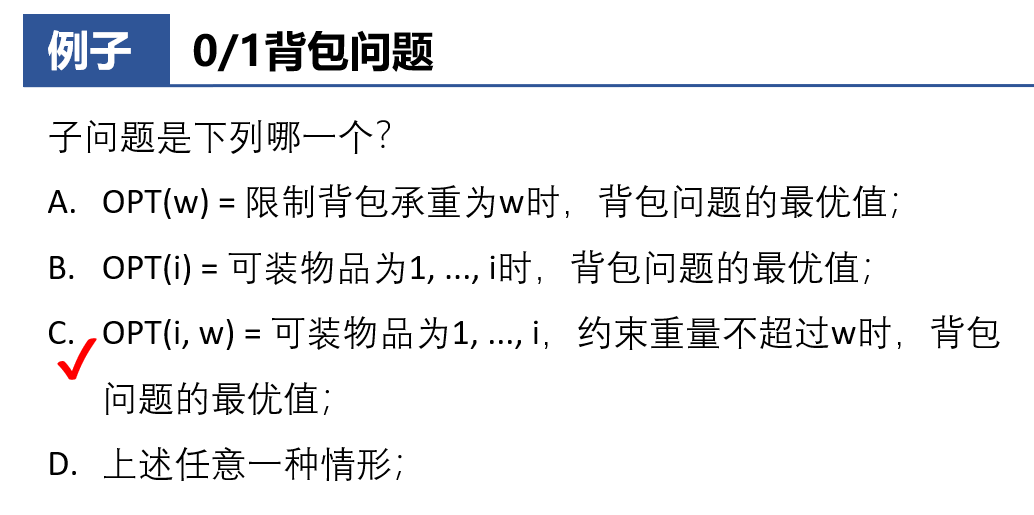 例子 0/1背包问题
子问题是下列哪一个？
A. OPT(w) = 限制背包承重为w时，背包问题的最优值；
B. OPT(i) = 可装物品为1, ..., i时，背包问题的最优值；
C. OPT(i, w) = 可装物品为1, ..., i，约束重量不超过w时，背包
问题的最优值；
D. 上述任意一种情形；